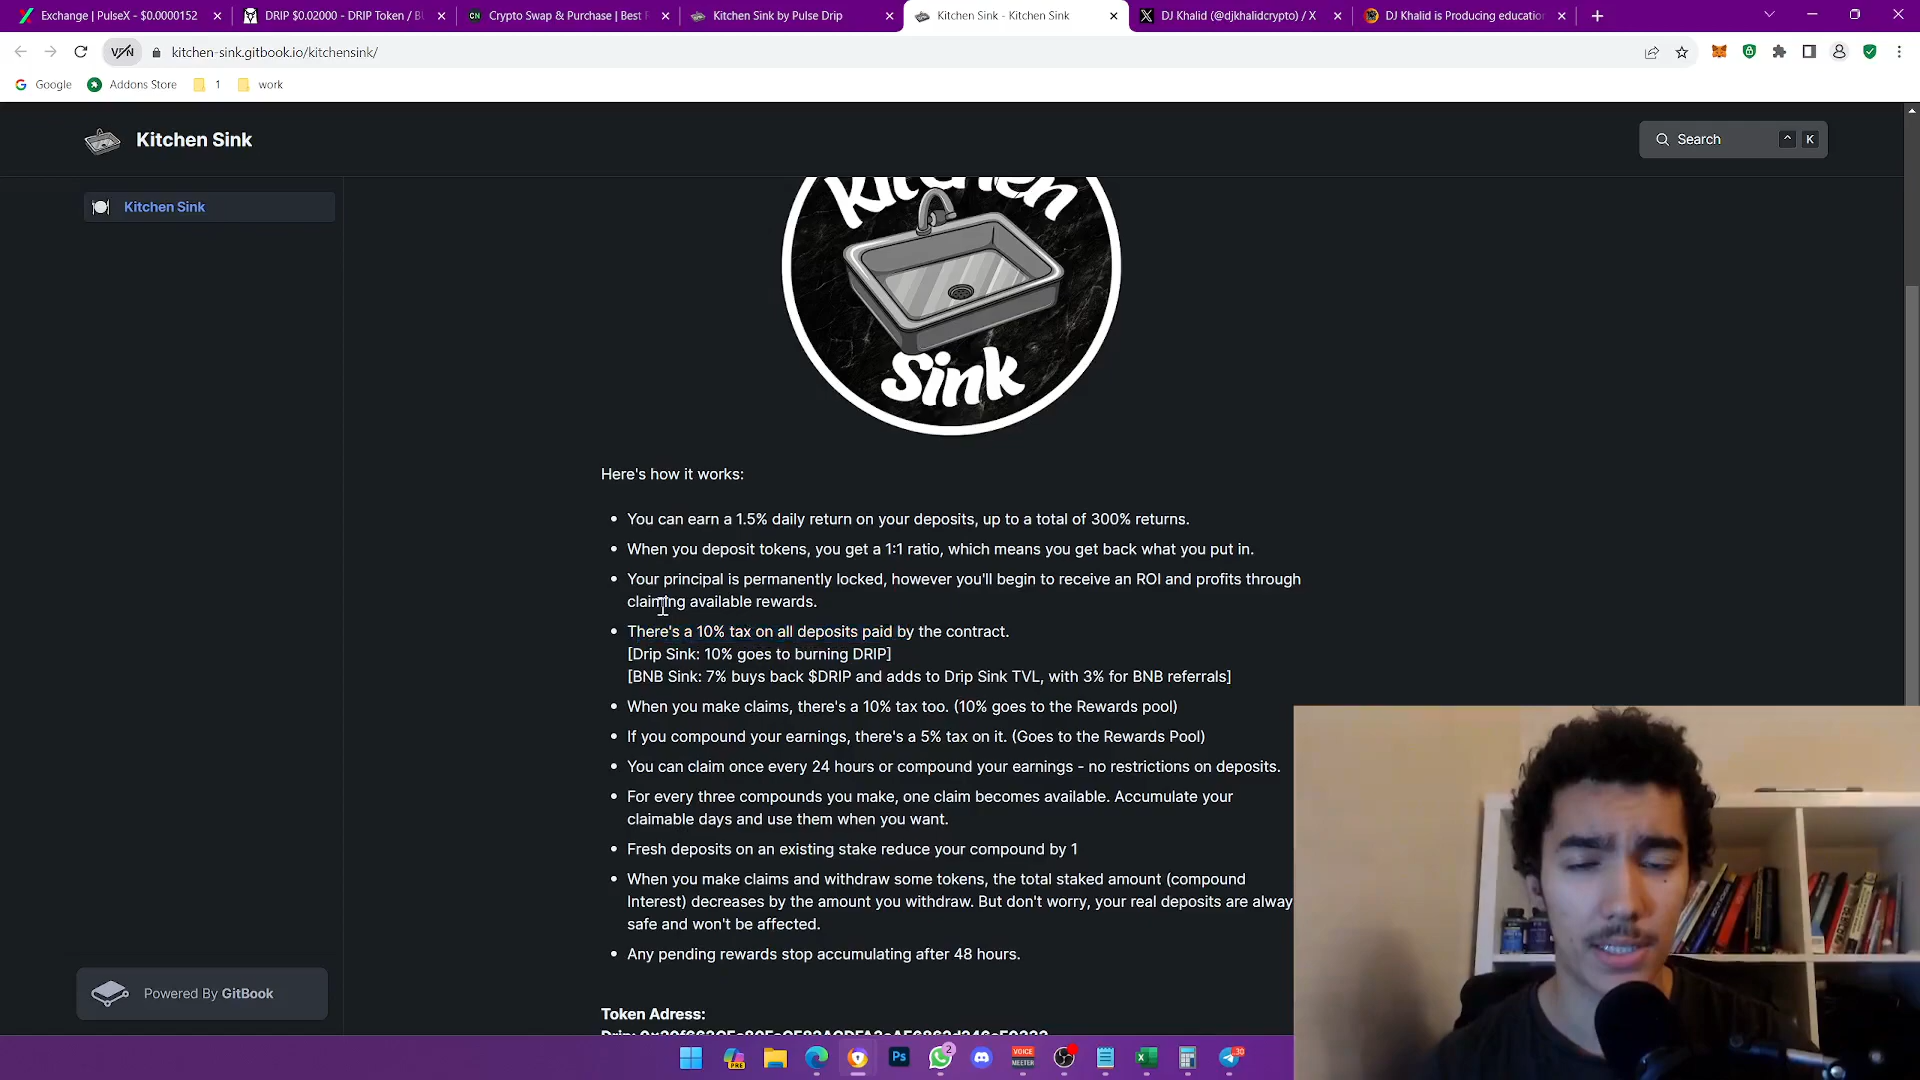 Exchange | PulseX - $0.0000152
DRIP $0.02000 - DRIP Token /
Crypto Swap & Purchase | Best
Kitchen Sink by Pulse Drip
Kitchen Sink - Kitchen Sink
DJ Khalid (@djkhalidcrypto) / X
DJ Khalid is Producing educatio
VPN
kitchen-sink.gitbook.io/kitchensink/
Google
Addons Store
1
work
Kitchen Sink
Search
^ K
Kitchen Sink
Kitchen
Sink
Here's how it works:
• You can earn a 1.5% daily return on your deposits, up to a total of 300% returns.
• When you deposit tokens, you get a 1:1 ratio, which means you get back what you put in.
• Your principal is permanently locked, however you'll begin to receive an ROI and profits through
claiming available rewards.
• There's a 10% tax on all deposits paid by the contract.
[Drip Sink: 10% goes to burning DRIP]
[BNB Sink: 7% buys back $DRIP and adds to Drip Sink TVL, with 3% for BNB referrals]
• When you make claims, there's a 10% tax too. (10% goes to the Rewards pool)
• If you compound your earnings, there's a 5% tax on it. (Goes to the Rewards Pool)
• You can claim once every 24 hours or compound your earnings - no restrictions on deposits.
• For every three compounds you make, one claim becomes available. Accumulate your
claimable days and use them when you want.
• Fresh deposits on an existing stake reduce your compound by 1
• When you make claims and withdraw some tokens, the total staked amount (compound
Interest) decreases by the amount you withdraw. But don't worry, your real deposits are alway
safe and won't be affected.
• Any pending rewards stop accumulating after 48 hours.
Powered By GitBook
Token Adress:
Drip:
PRE
Ps
2
VOICE
MEETER
30